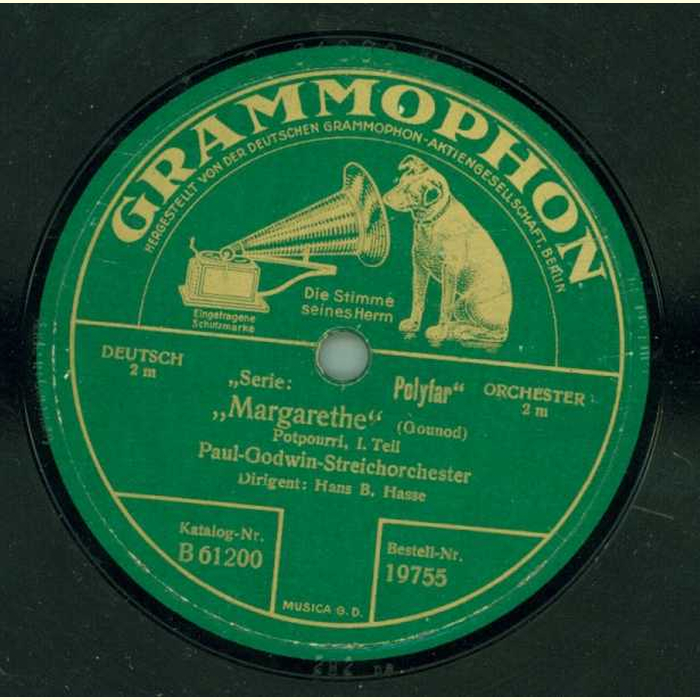 GRAMMOPHON
HERGESTELLT VON DER DEUTSCHEN GRAMMOPHON-AKTIENGESELLSCHAFT, BERLIN
Die Stimme
seines Herrn
Eingetragene
Schutzmarke
DEUTSCH
2 m
„Serie: Polyfar“
ORCHESTER
2 m
„Margarethe“ (Gounod)
Potpourri, I. Teil
Paul-Godwin-Streichorchester
Dirigent: Hans B. Hasse
Katalog-Nr.
B 61200
Bestell-Nr.
19755
MUSICA G. D.